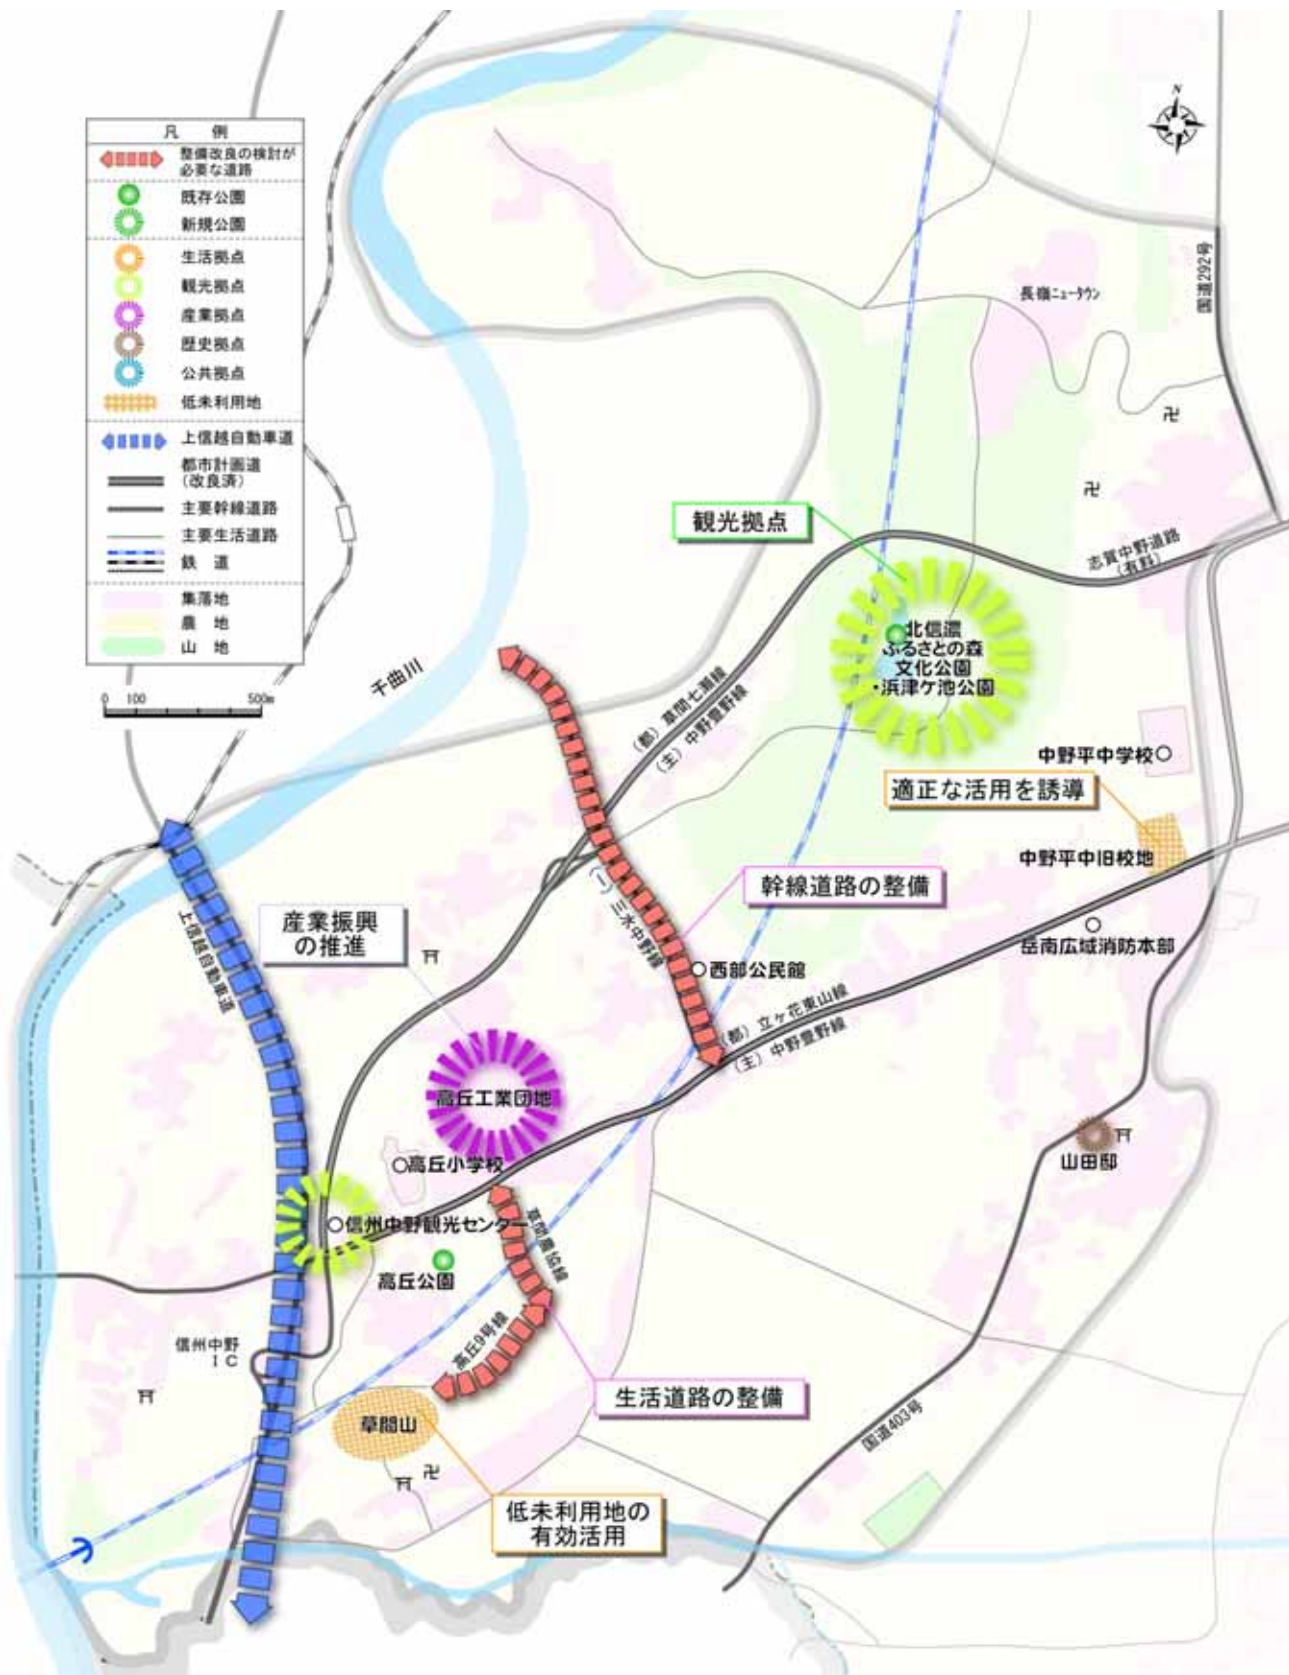 N
凡 例
整備改良の検討が
必要な道路
既存公園
新規公園
生活拠点
観光拠点
産業拠点
歴史拠点
公共拠点
低未利用地
上信越自動車道
都市計画道
(改良済)
主要幹線道路
主要生活道路
鉄 道
集落地
農 地
山 地
0 100 500m
国道292号
長嶺ニュータウン
観光拠点
志賀中野道路
(有料)
北信濃
ふるさとの森
文化公園
・浜津ケ池公園
千曲川
(都) 草間七瀬線
(主) 中野豊野線
中野平中学校
適正な活用を誘導
中野平中旧校地
幹線道路の整備
(一) 三水中野線
産業振興
の推進
上信越自動車道
西部公民館
岳南広域消防本部
(都) 立ヶ花東山線
(主) 中野豊野線
高丘工業団地
山田邸
高丘小学校
信州中野観光センター
草間農協線
高丘公園
高丘9号線
信州中野
IC
生活道路の整備
草間山
国道403号
低未利用地の
有効活用